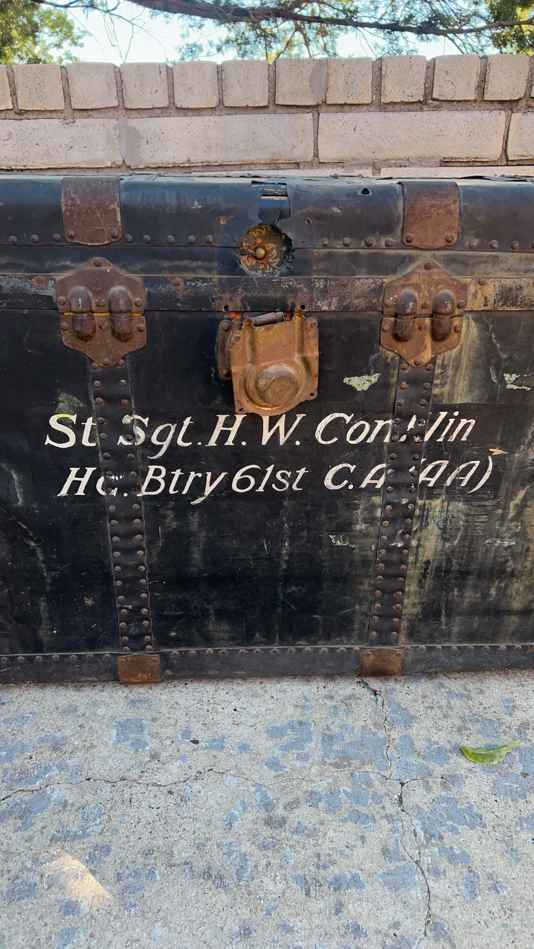 St. Sgt. H. W. Conklin
Hq. Btry 61st C.A. (AA)